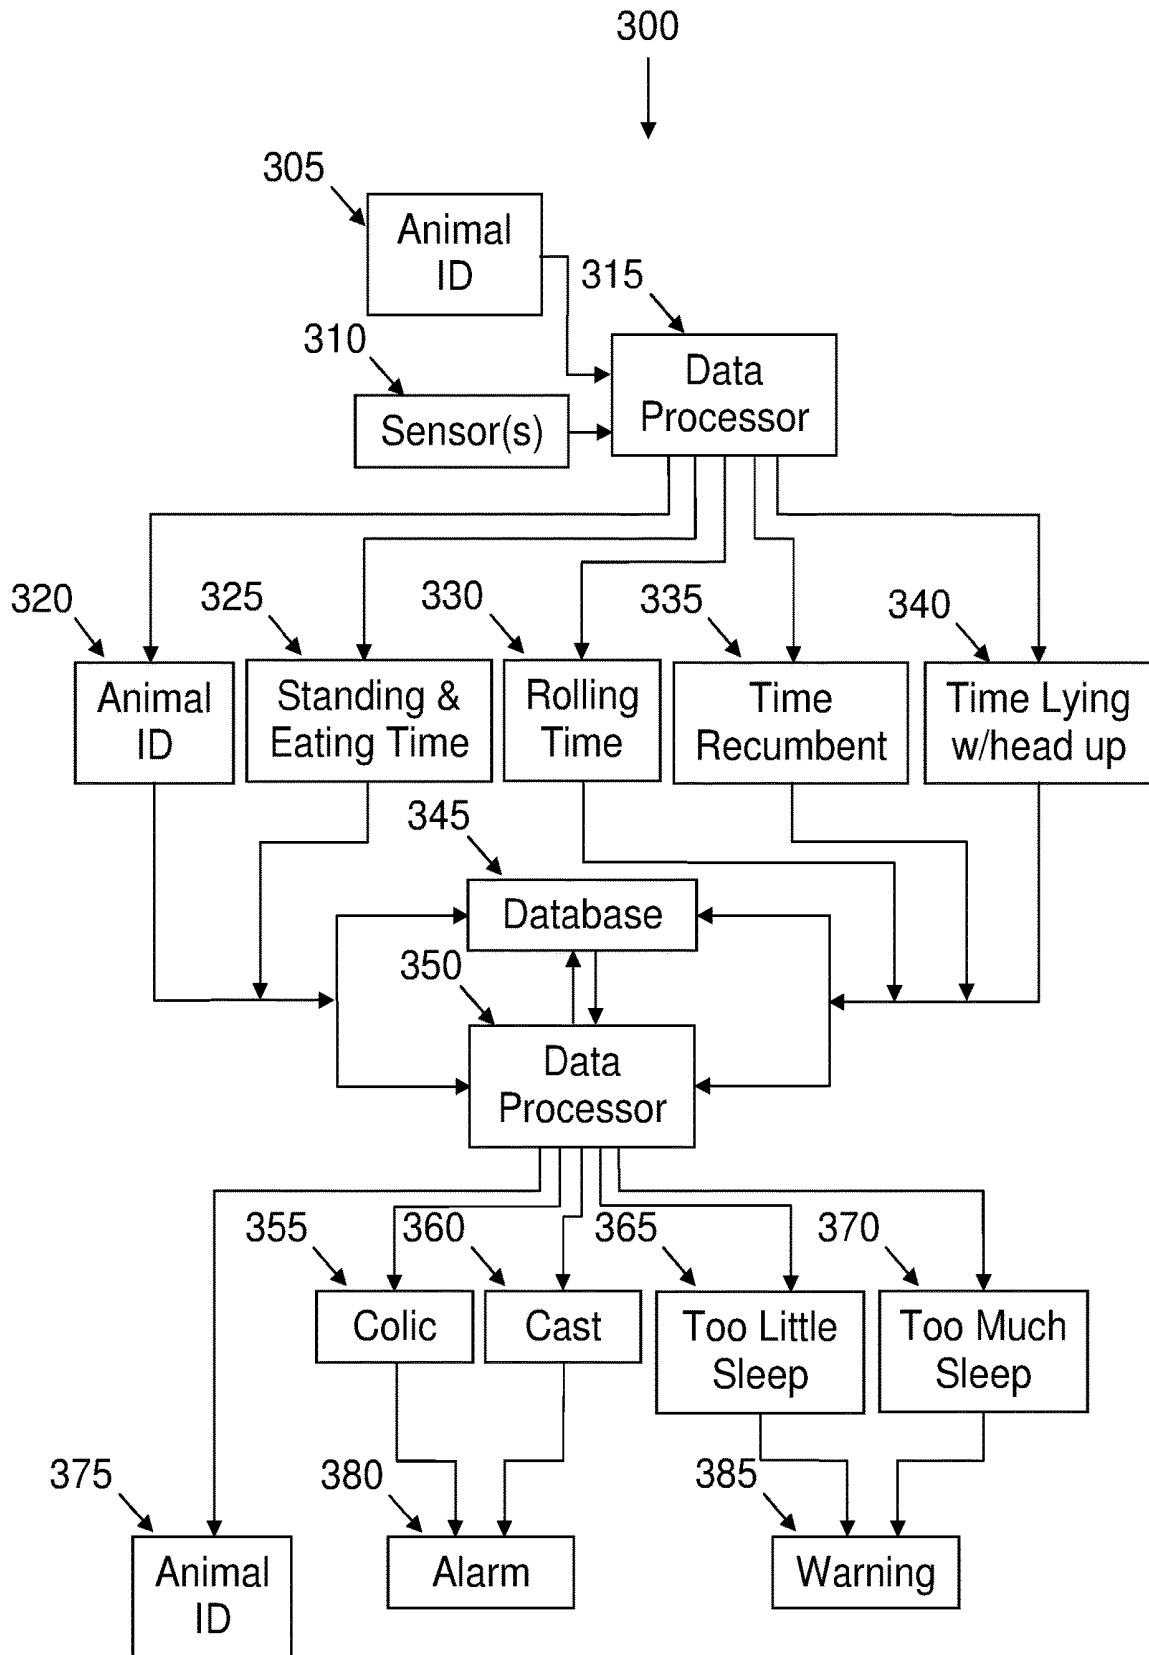 300
305
Animal
ID
315
310
Data
Processor
Sensor(s)
320
325
330
335
340
Animal
ID
Standing &
Eating Time
Rolling
Time
Time
Recumbent
Time Lying
w/head up
345
Database
350
Data
Processor
355
360
365
370
Colic
Cast
Too Little
Sleep
Too Much
Sleep
375
380
385
Animal
ID
Alarm
Warning